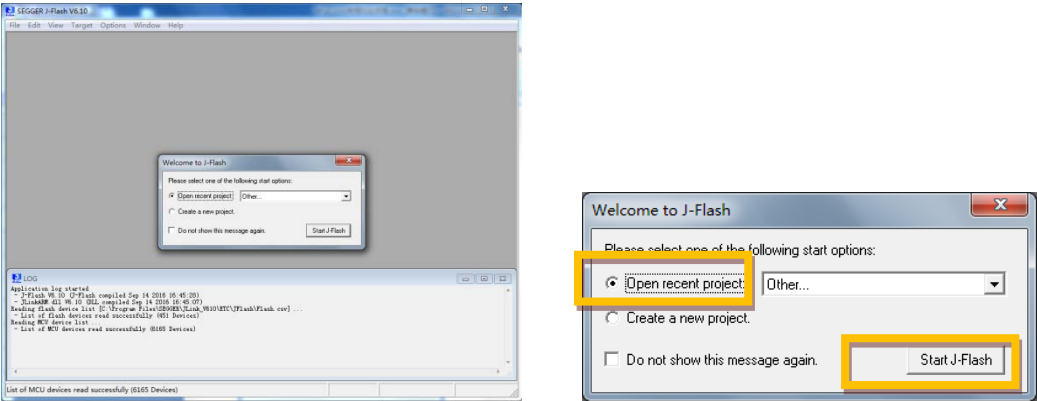 SEGGER J-Flash V6.10
File Edit View Target Options Window Help
Welcome to J-Flash
Please select one of the following start options:
Open recent project: Other...
Create a new project.
Do not show this message again.
Start J-Flash
LOG
Application log started
- J-Flash V6.10 (J-Flash compiled Sep 14 2016 16:45:28)
- JLinkARM.dll V6.10 (DLL compiled Sep 14 2016 16:45:07)
Reading flash device list [C:\Program Files\SEGGER\JLink_V610\ETC\JFlash\Flash.csv] ...
- List of flash devices read successfully (451 Devices)
Reading MCU device list ...
- List of MCU devices read successfully (6165 Devices)
List of MCU devices read successfully (6165 Devices)
Welcome to J-Flash
Please select one of the following start options:
Open recent project: Other...
Create a new project.
Do not show this message again.
Start J-Flash